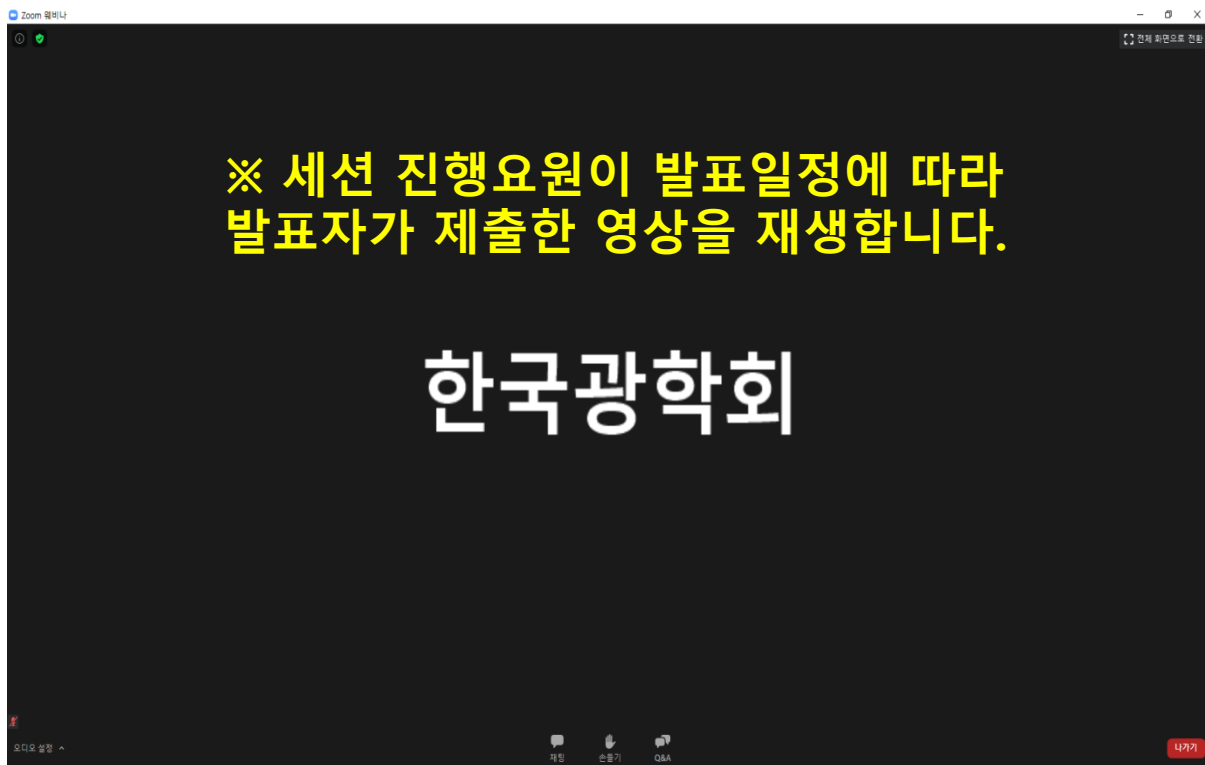 Zoom 웨비나
전체 화면으로 전환
※ 세션 진행요원이 발표일정에 따라
발표자가 제출한 영상을 재생합니다.
한국광학회
오디오 설정
채팅
손들기
Q&A
나가기